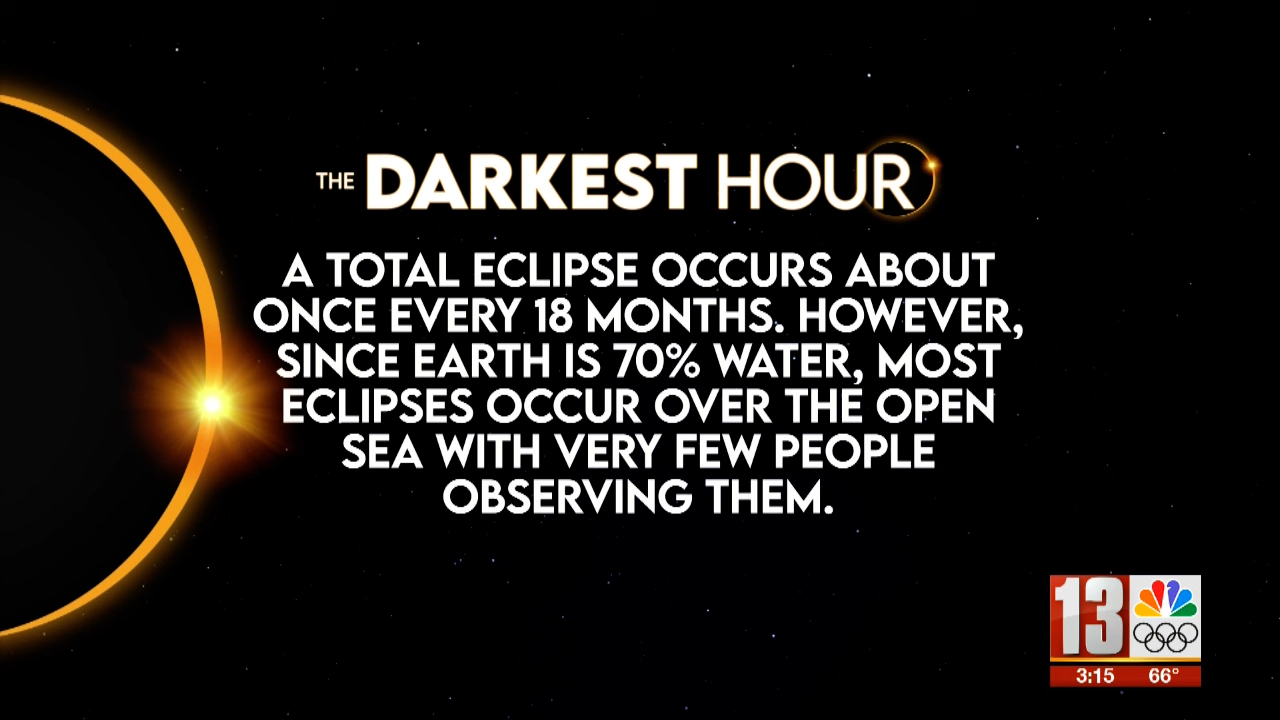 THE DARKEST HOUR
A TOTAL ECLIPSE OCCURS ABOUT
ONCE EVERY 18 MONTHS. HOWEVER,
SINCE EARTH IS 70% WATER, MOST
ECLIPSES OCCUR OVER THE OPEN
SEA WITH VERY FEW PEOPLE
OBSERVING THEM.
13
3:15 66°